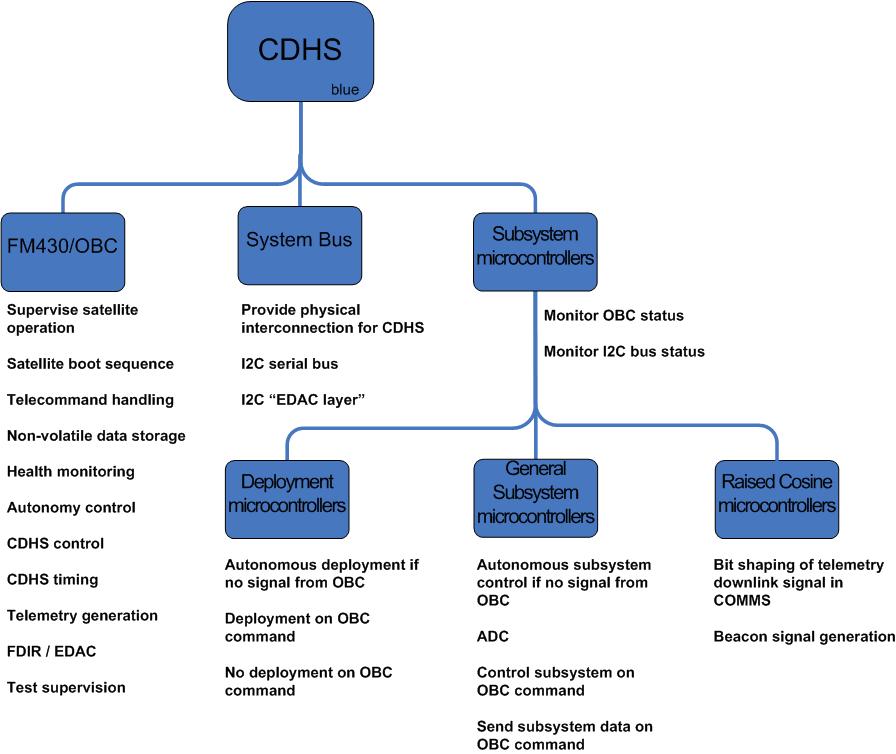 CDHS
blue
FM430/OBC
Supervise satellite
operation
Satellite boot sequence
Telecommand handling
Non-volatile data storage
Health monitoring
Autonomy control
CDHS control
CDHS timing
Telemetry generation
FDIR / EDAC
Test supervision
System Bus
Provide physical
interconnection for CDHS
I2C serial bus
I2C “EDAC layer”
Subsystem
microcontrollers
Monitor OBC status
Monitor I2C bus status
Deployment
microcontrollers
Autonomous deployment if
no signal from OBC
Deployment on OBC
command
No deployment on OBC
command
General
Subsystem
microcontrollers
Autonomous subsystem
control if no signal from
OBC
ADC
Control subsystem on
OBC command
Send subsystem data on
OBC command
Raised Cosine
microcontrollers
Bit shaping of telemetry
downlink signal in
COMMS
Beacon signal generation